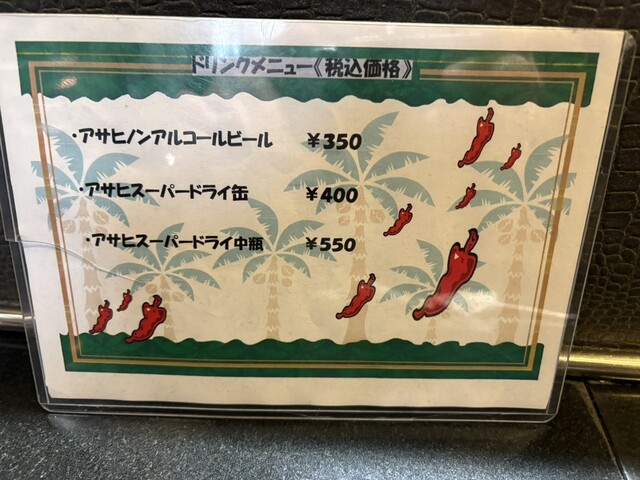 ドリンクメニュー《税込価格》
・アサヒノンアルコールビール ￥350
・アサヒスーパードライ缶 ￥400
・アサヒスーパードライ中瓶 ￥550